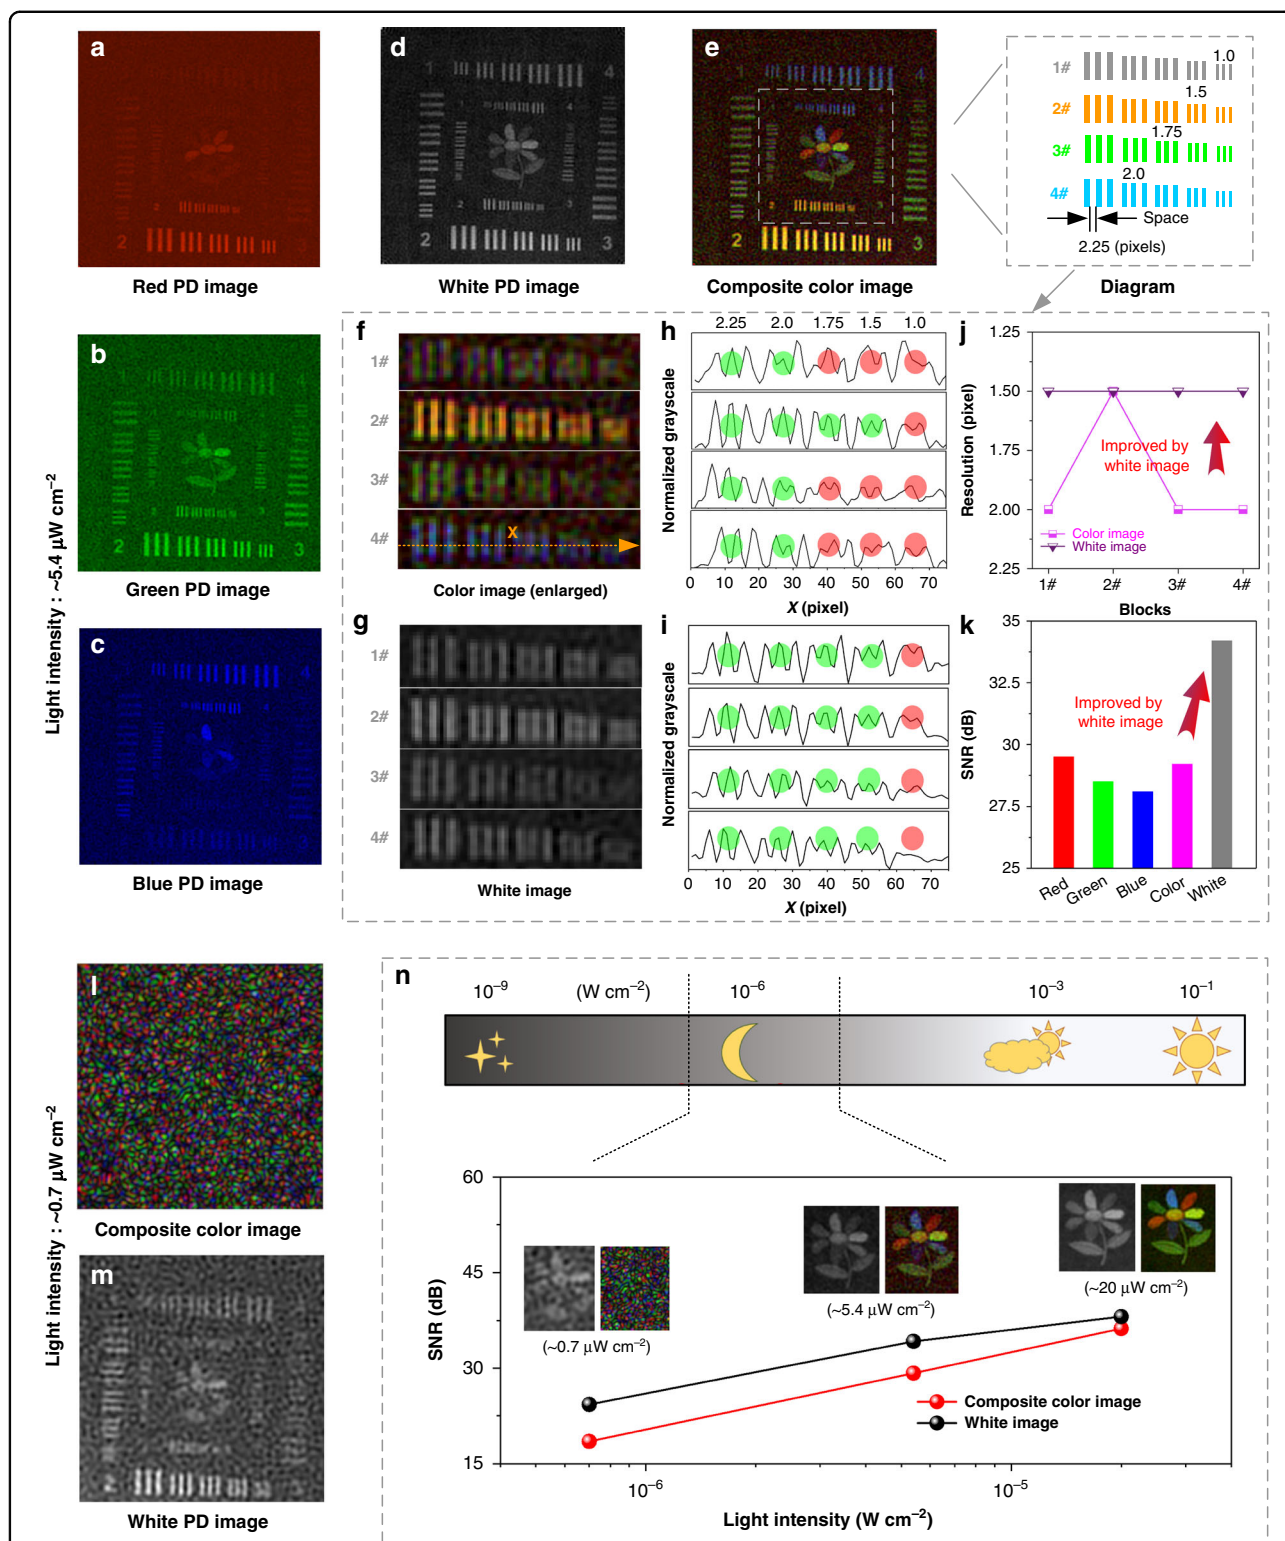 a
Red PD image
d
1
4
2
3
White PD image
e
1
4
2
3
Composite color image
1#
1.0
2#
1.5
3#
1.75
4#
2.0
Space
2.25 (pixels)
Diagram
Light intensity : ~5.4 μW cm−2
b
Green PD image
c
Blue PD image
f
1#
2#
3#
4#
X
Color image (enlarged)
g
1#
2#
3#
4#
White image
h
2.25 2.0 1.75 1.5 1.0
Normalized grayscale
0 10 20 30 40 50 60 70
X (pixel)
i
Normalized grayscale
0 10 20 30 40 50 60 70
X (pixel)
j
Resolution (pixel)
1.25
1.50
1.75
2.00
2.25
Improved by
white image
Color image
White image
1# 2# 3# 4#
Blocks
k
SNR (dB)
35
32.5
30
27.5
25
Improved by
white image
Red Green Blue Color White
Light intensity : ~0.7 μW cm−2
l
Composite color image
m
White PD image
n
10−9 (W cm−2) 10−6 10−3 10−1
SNR (dB)
60
45
30
15
(~0.7 μW cm−2)
(~5.4 μW cm−2)
(~20 μW cm−2)
Composite color image
White image
10−6 10−5
Light intensity (W cm−2)